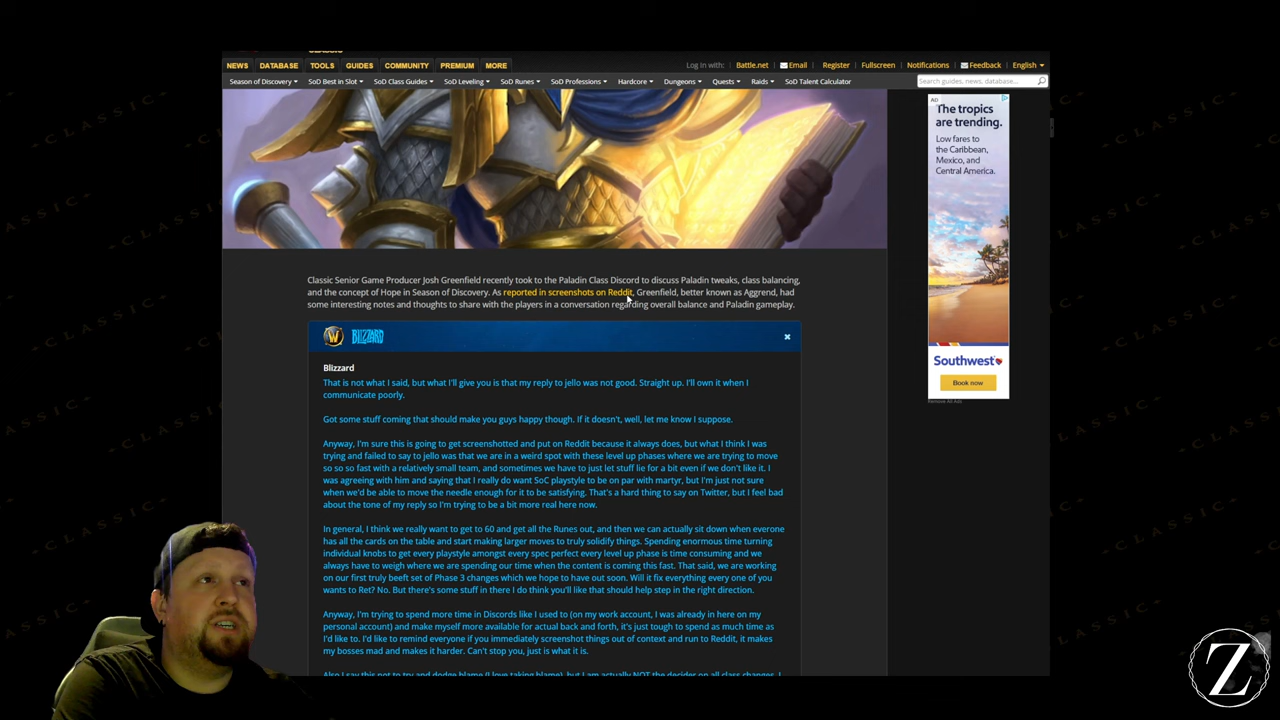 NEWS DATABASE TOOLS GUIDES COMMUNITY PREMIUM MORE Log in with: Battle.net Email Register Fullscreen Notifications Feedback English
Season of Discovery SoD Best in Slot SoD Class Guides SoD Leveling SoD Runes SoD Professions Hardcore Dungeons Quests Raids SoD Talent Calculator Search guides, news, database...
AD
The tropics
are trending.
Low fares to
the Caribbean,
Mexico, and
Central America.
Southwest
Book now
Remove All Ads
Classic Senior Game Producer Josh Greenfield recently took to the Paladin Class Discord to discuss Paladin tweaks, class balancing,
and the concept of Hope in Season of Discovery. As reported in screenshots on Reddit, Greenfield, better known as Aggrend, had
some interesting notes and thoughts to share with the players in a conversation regarding overall balance and Paladin gameplay.
BLIZZARD
Blizzard
That is not what I said, but what I'll give you is that my reply to jello was not good. Straight up. I'll own it when I
communicate poorly.
Got some stuff coming that should make you guys happy though. If it doesn't, well, let me know I suppose.
Anyway, I'm sure this is going to get screenshotted and put on Reddit because it always does, but what I think I was
trying and failed to say to jello was that we are in a weird spot with these level up phases where we are trying to move
so so so fast with a relatively small team, and sometimes we have to just let stuff lie for a bit even if we don't like it. I
was agreeing with him and saying that I really do want SoC playstyle to be on par with martyr, but I'm just not sure
when we'd be able to move the needle enough for it to be satisfying. That's a hard thing to say on Twitter, but I feel bad
about the tone of my reply so I'm trying to be a bit more real here now.
In general, I think we really want to get to 60 and get all the Runes out, and then we can actually sit down when everone
has all the cards on the table and start making larger moves to truly solidify things. Spending enormous time turning
individual knobs to get every playstyle amongst every spec perfect every level up phase is time consuming and we
always have to weigh where we are spending our time when the content is coming this fast. That said, we are working
on our first truly beeft set of Phase 3 changes which we hope to have out soon. Will it fix everything every one of you
wants to Ret? No. But there's some stuff in there I do think you'll like that should help step in the right direction.
Anyway, I'm trying to spend more time in Discords like I used to (on my work account, I was already in here on my
personal account) and make myself more available for actual back and forth, it's just tough to spend as much time as
I'd like to. I'd like to remind everyone if you immediately screenshot things out of context and run to Reddit, it makes
my bosses mad and makes it harder. Can't stop you, just is what it is.
Also I say this not to try and dodge blame (I love taking blame), but I am actually NOT the decider on all class changes. I
CLASSIC
Z